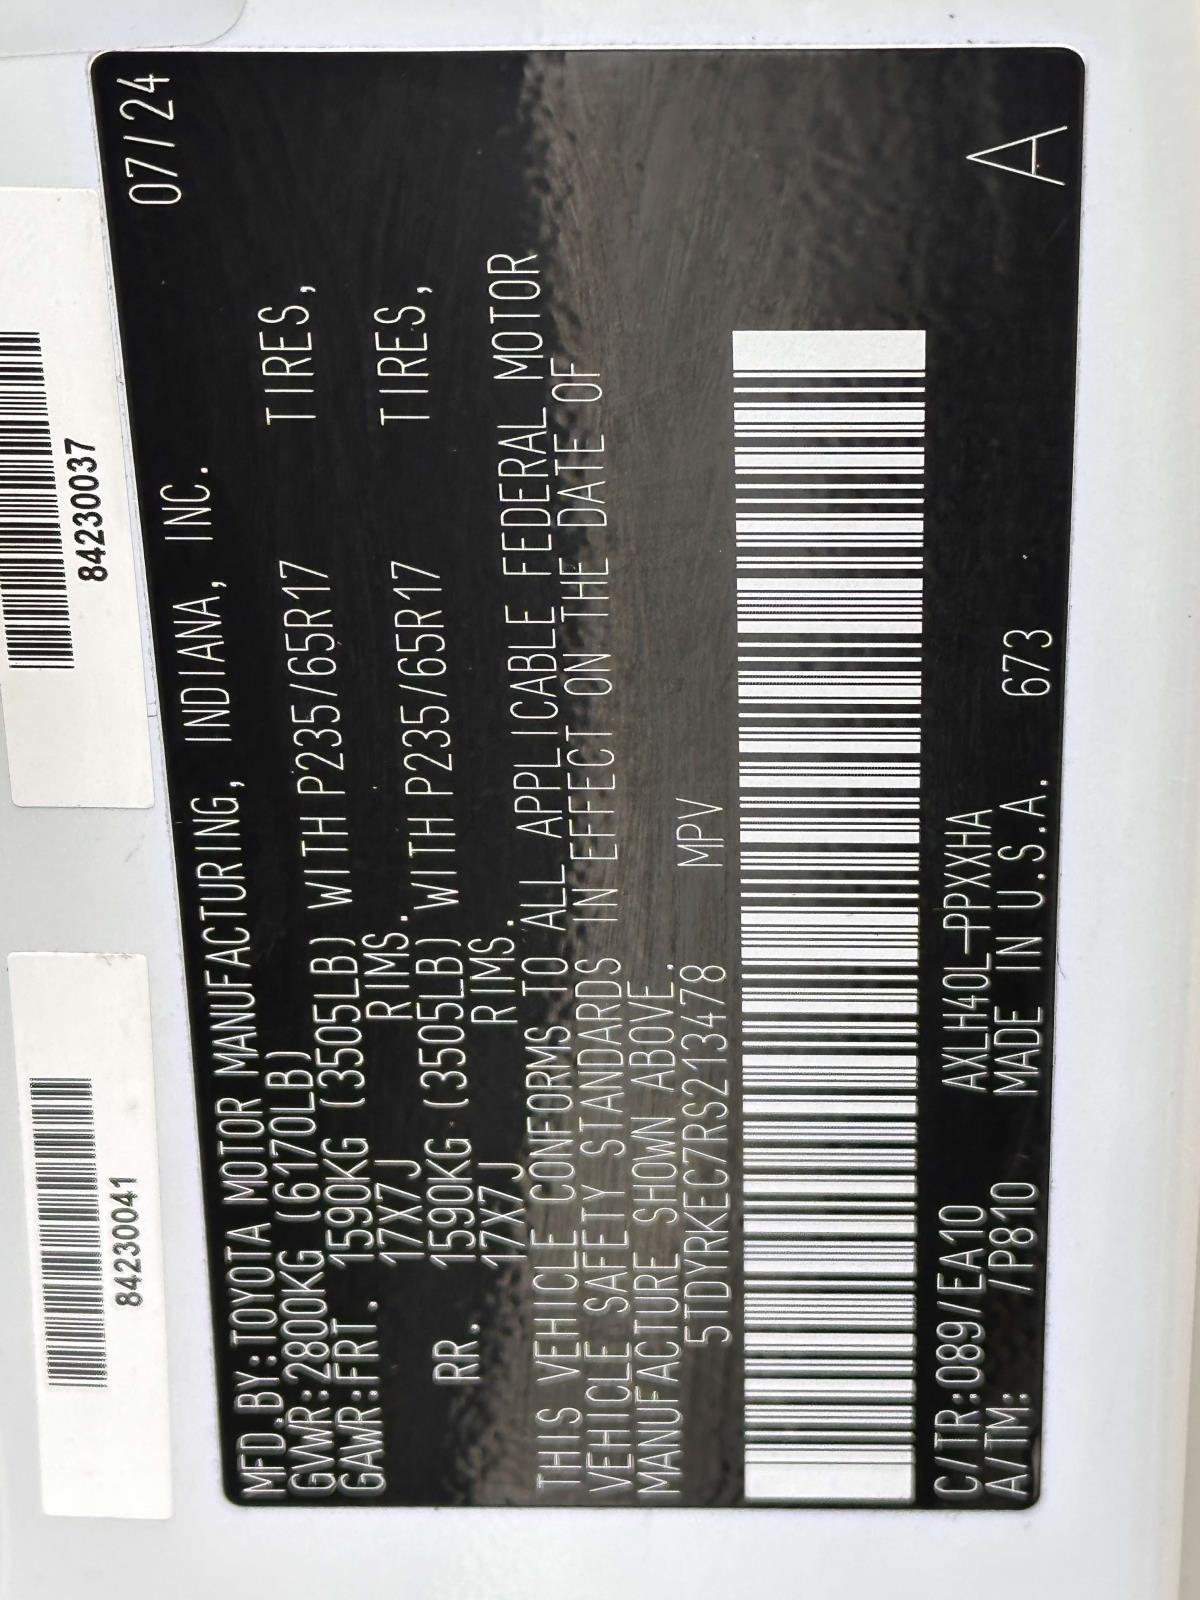 84230041
84230037
07/24
MFD.BY:TOYOTA MOTOR MANUFACTURING, INDIANA, INC.
GVWR:2800KG (6170LB)
GAWR:FRT. 1590KG (3505LB) WITH P235/65R17 TIRES,
17X7J RIMS.
RR. 1590KG (3505LB) WITH P235/65R17 TIRES,
17X7J RIMS.
THIS VEHICLE CONFORMS TO ALL APPLICABLE FEDERAL MOTOR
VEHICLE SAFETY STANDARDS IN EFFECT ON THE DATE OF
MANUFACTURE SHOWN ABOVE.
5TDYRKEC7RS213478 MPV
C/TR:089/EA10 AXLH40L-PPXXHA
A/TM: /P810 MADE IN U.S.A. 673 A